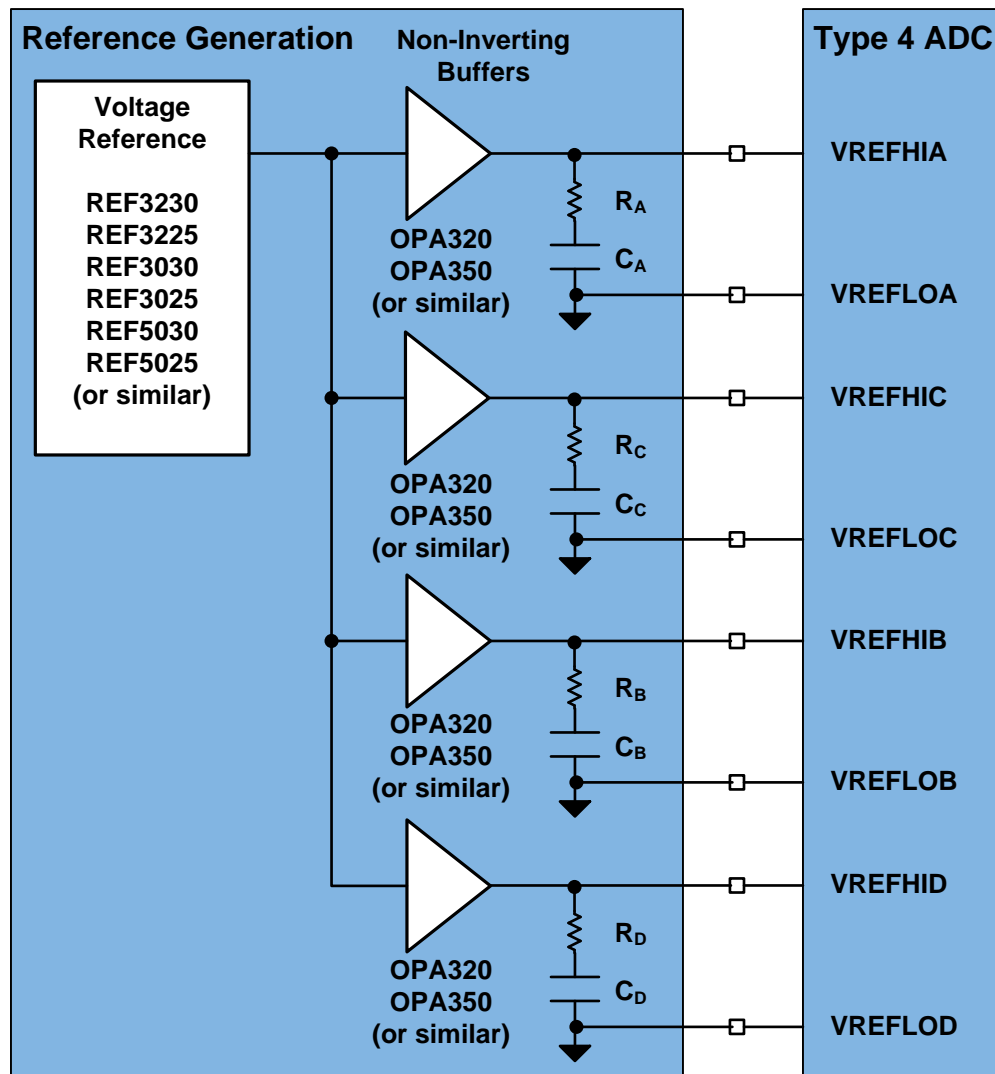 Reference Generation
Non-Inverting
Buffers
Type 4 ADC
Voltage
Reference
REF3230
REF3225
REF3030
REF3025
REF5030
REF5025
(or similar)
OPA320
OPA350
(or similar)
RA
CA
VREFHIA
VREFLOA
OPA320
OPA350
(or similar)
RC
CC
VREFHIC
VREFLOC
OPA320
OPA350
(or similar)
RB
CB
VREFHIB
VREFLOB
OPA320
OPA350
(or similar)
RD
CD
VREFHID
VREFLOD